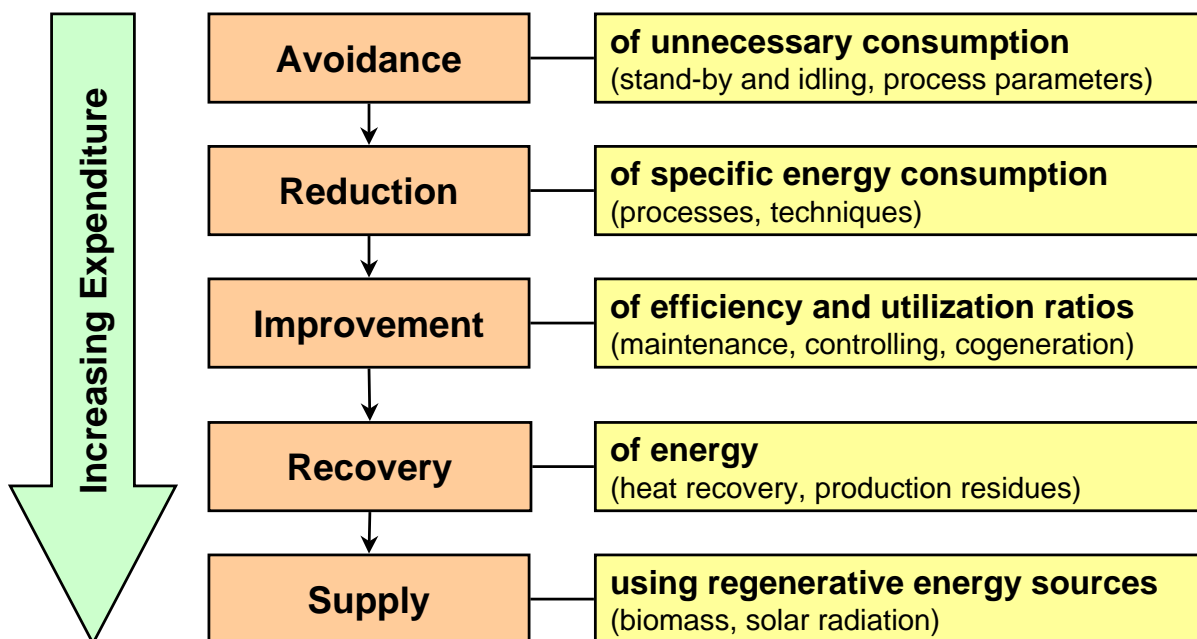 Increasing Expenditure
Avoidance
of unnecessary consumption
(stand-by and idling, process parameters)
Reduction
of specific energy consumption
(processes, techniques)
Improvement
of efficiency and utilization ratios
(maintenance, controlling, cogeneration)
Recovery
of energy
(heat recovery, production residues)
Supply
using regenerative energy sources
(biomass, solar radiation)